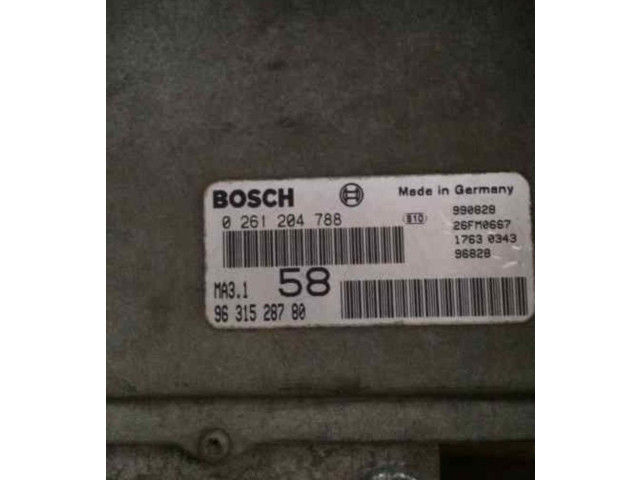 BOSCH Made in Germany
0 261 204 788 810 990828
26FM0667
1763 0343
96828
MA3.1 58
96 315 287 80